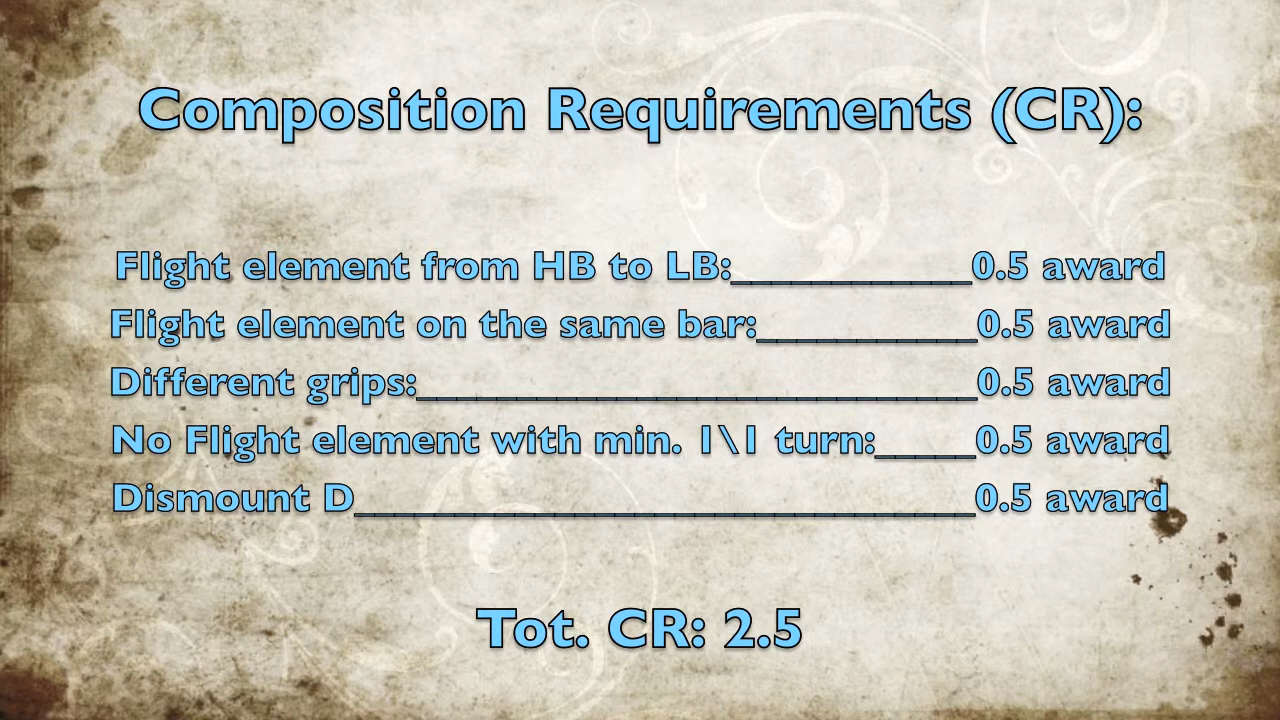 Composition Requirements (CR):
Flight element from HB to LB:____________0.5 award
Flight element on the same bar:___________0.5 award
Different grips:____________________________0.5 award
No Flight element with min. 1\1 turn:_____0.5 award
Dismount D_______________________________0.5 award
Tot. CR: 2.5